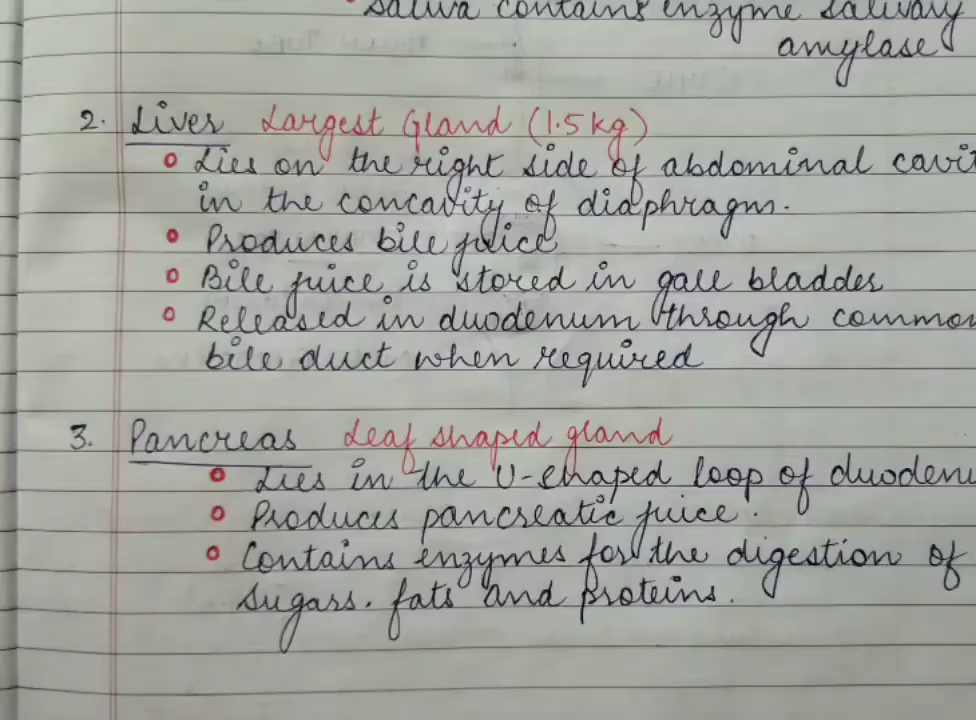 Saliva contains enzyme salivary
amylase
2. Liver Largest Gland (1.5kg)
Lies on the right side of abdominal cavi
in the concavity of diaphragm.
Produces bile juice
Bile juice is stored in gall bladder
Released in duodenum through common
bile duct when required
3. Pancreas Leaf shaped gland
Lies in the U-shaped loop of duoden
Produces pancreatic juice.
Contains enzymes for the digestion of
sugars, fats and proteins.